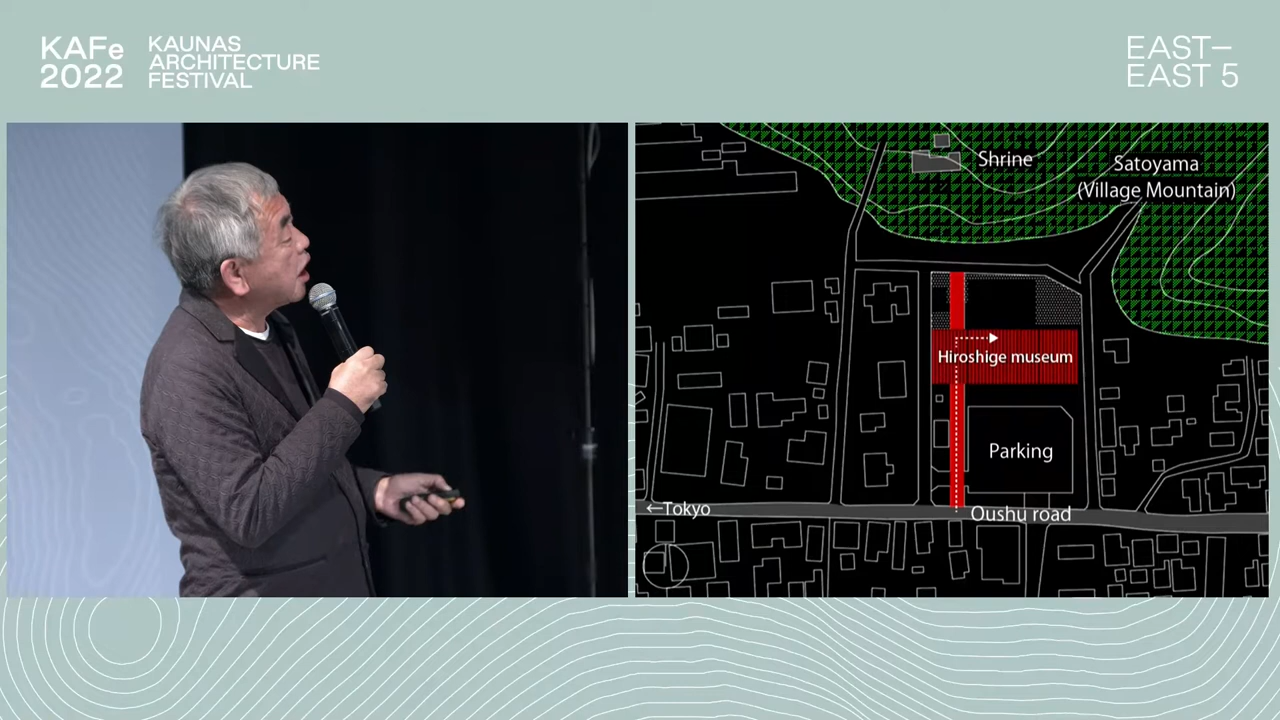 KAFe
2022
KAUNAS
ARCHITECTURE
FESTIVAL
EAST–
EAST 5
Shrine
Satoyama
(Village Mountain)
Hiroshige museum
Parking
←Tokyo
Oushu road